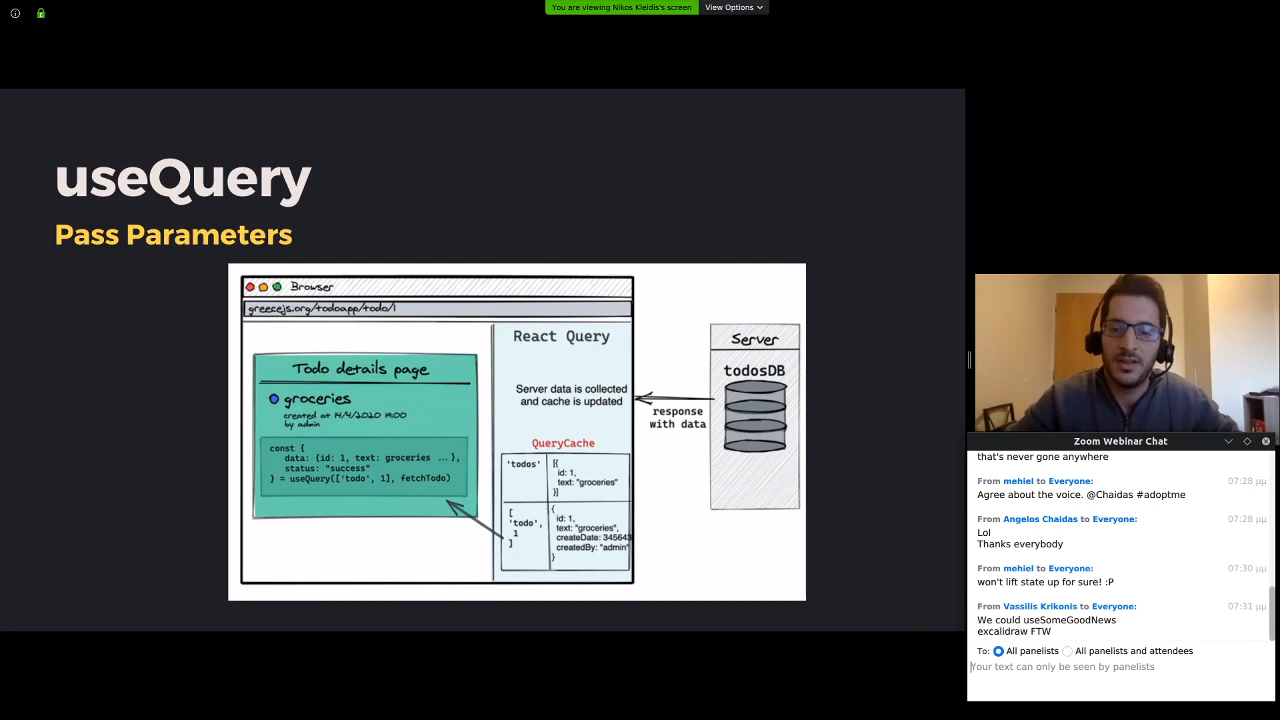 You are viewing Nikos Kleidis's screen
View Options
useQuery
Pass Parameters
Browser
greecejs.org/todoapp/todo/1
Todo details page
groceries
created at 14/4/2020 19:00
by admin
const {
data: {id: 1, text: groceries ...},
status: "success"
} = useQuery(['todo', 1], fetchTodo)
React Query
Server data is collected
and cache is updated
QueryCache
'todos'
[{
id: 1,
text: "groceries"
}]
[
'todo',
1
]
{
id: 1,
text: "groceries",
createDate: 345643
createdBy: "admin"
}
response
with data
Server
todosDB
Zoom Webinar Chat
that's never gone anywhere
From mehiel to Everyone: 07:28 μμ
Agree about the voice. @Chaidas #adoptme
From Angelos Chaidas to Everyone: 07:28 μμ
Lol
Thanks everybody
From mehiel to Everyone: 07:30 μμ
won't lift state up for sure! :P
From Vassilis Krikonis to Everyone: 07:31 μμ
We could useSomeGoodNews
excalidraw FTW
To: All panelists All panelists and attendees
Your text can only be seen by panelists